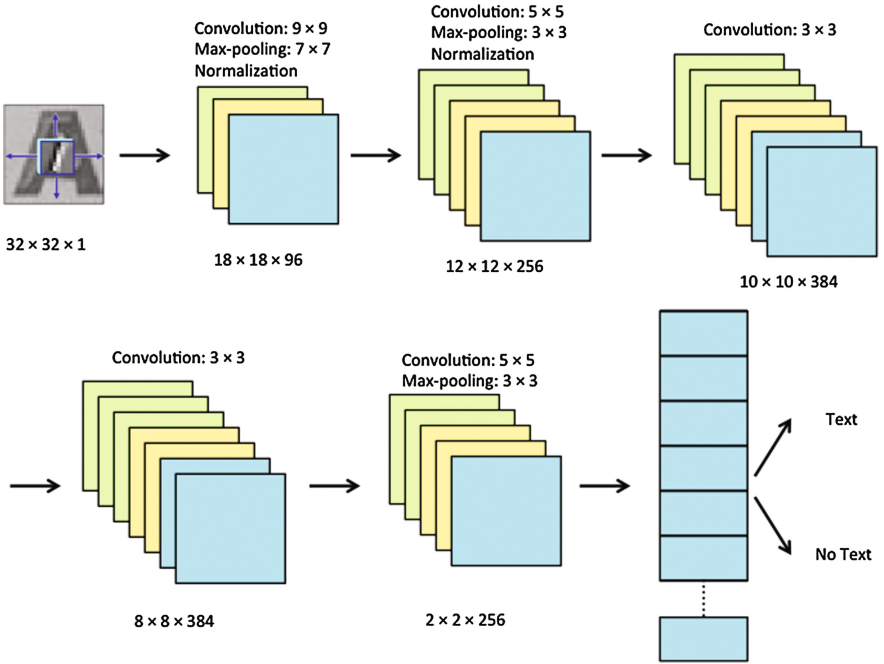 Convolution: 9 × 9
Max-pooling: 7 × 7
Normalization
Convolution: 5 × 5
Max-pooling: 3 × 3
Normalization
Convolution: 3 × 3
A
32 × 32 × 1
18 × 18 × 96
12 × 12 × 256
10 × 10 × 384
Convolution: 3 × 3
Convolution: 5 × 5
Max-pooling: 3 × 3
Text
No Text
8 × 8 × 384
2 × 2 × 256